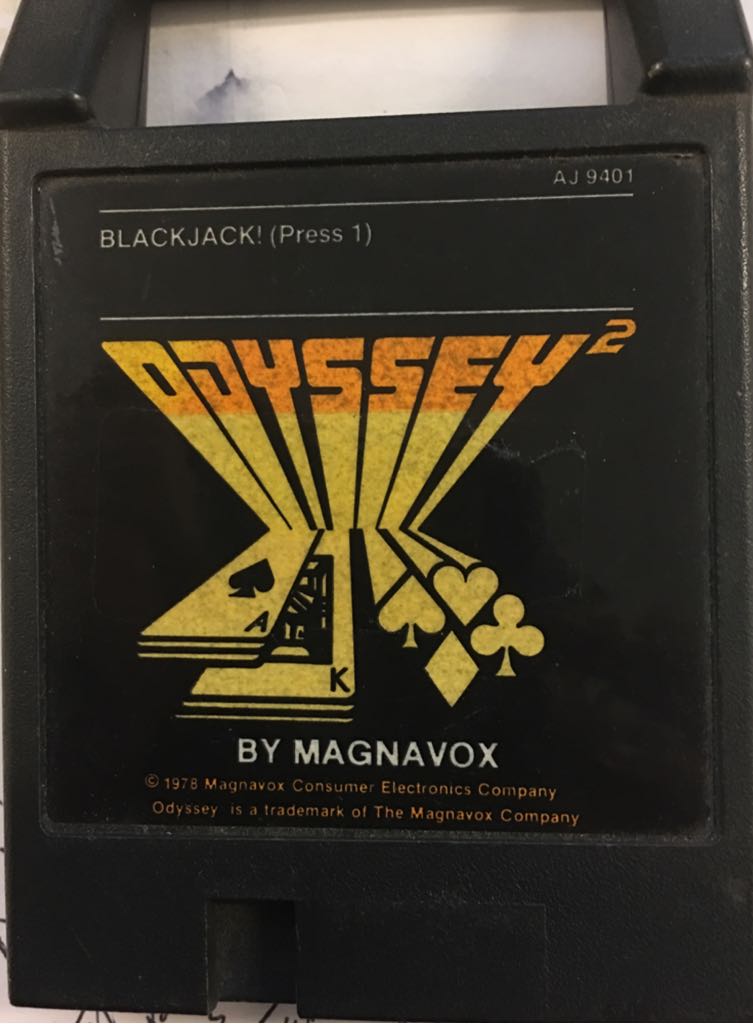 AJ 9401
BLACKJACK! (Press 1)
ODYSSEY²
A
K
BY MAGNAVOX
© 1978 Magnavox Consumer Electronics Company
Odyssey is a trademark of The Magnavox Company